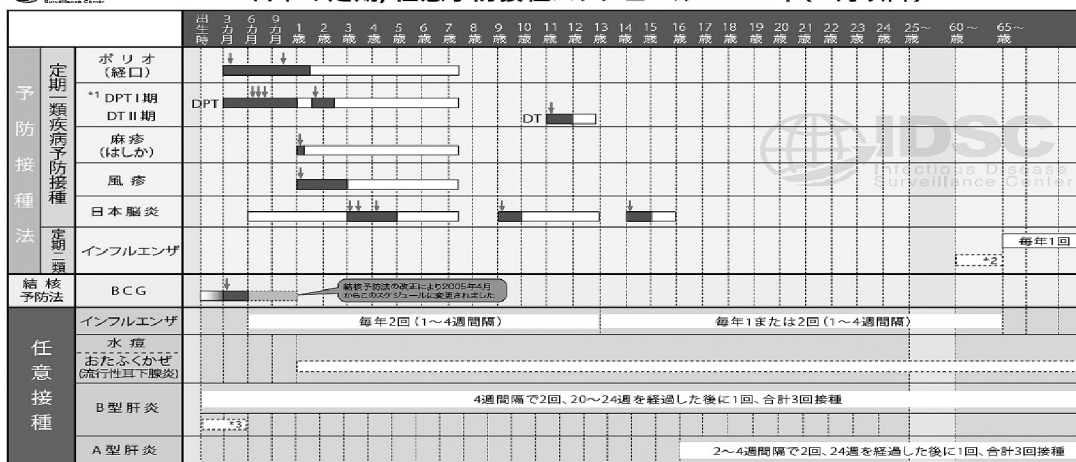 Surveillance Center
出生時 3カ月 6カ月 9カ月 1歳 2歳 3歳 4歳 5歳 6歳 7歳 8歳 9歳 10歳 11歳 12歳 13歳 14歳 15歳 16歳 17歳 18歳 19歳 20歳 21歳 22歳 23歳 24歳 25~歳 60~歳 65~歳
予防接種法
定期一類疾病予防接種
ポリオ
(経口)
*1 DPT I 期
DT II 期
DPT
DT
麻疹
(はしか)
風疹
日本脳炎
IDSC
Infectious Disease
Surveillance Center
定期二類
インフルエンザ
毎年1回
*2
結核
予防法
BCG
結核予防法の改正により2005年4月
からこのスケジュールに変更されました
任意接種
インフルエンザ
毎年2回(1~4週間隔)
毎年1または2回(1~4週間隔)
水痘
おたふくかぜ
(流行性耳下腺炎)
B型肝炎
4週間隔で2回、20~24週を経過した後に1回、合計3回接種
*3
A型肝炎
2~4週間隔で2回、24週を経過した後に1回、合計3回接種